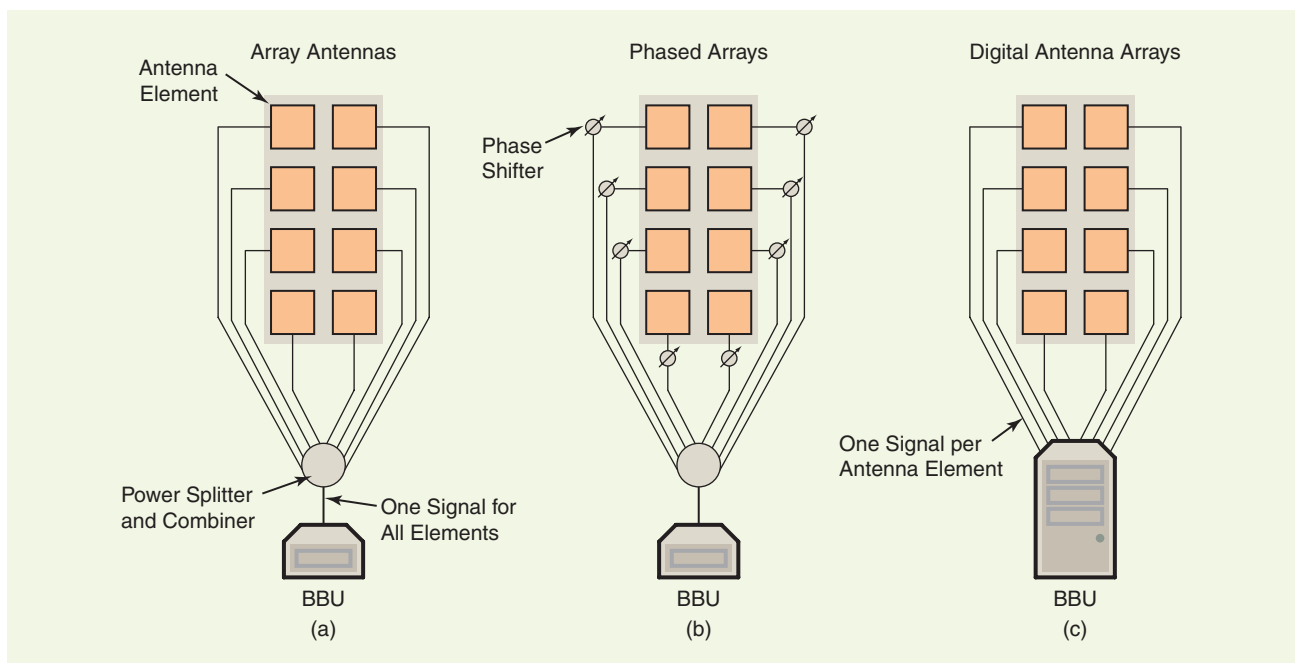 Array Antennas
Antenna
Element
Power Splitter
and Combiner
One Signal for
All Elements
BBU
(a)
Phased Arrays
Phase
Shifter
BBU
(b)
Digital Antenna Arrays
One Signal per
Antenna Element
BBU
(c)